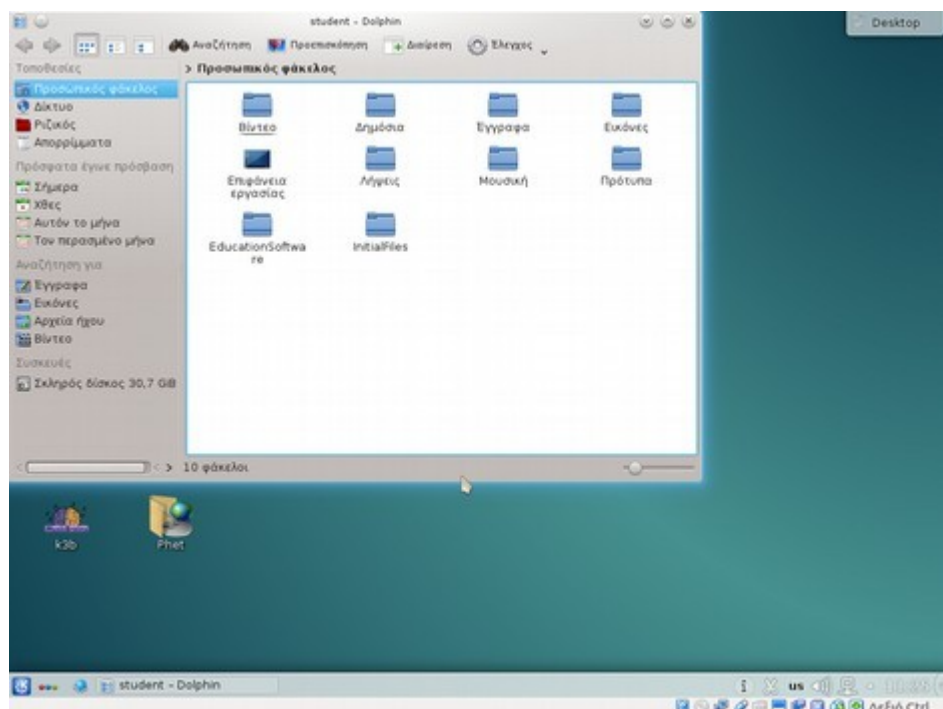 student - Dolphin
Desktop
Αναζήτηση Προεπισκόπηση Διαίρεση Έλεγχος
Τοποθεσίες
> Προσωπικός φάκελος
Προσωπικός φάκελος
Δίκτυο
Ριζικός
Απορρίμματα
Πρόσφατα έγινε πρόσβαση
Σήμερα
Χθες
Αυτόν το μήνα
Τον περασμένο μήνα
Αναζήτηση για
Έγγραφα
Εικόνες
Αρχεία ήχου
Βίντεο
Συσκευές
Σκληρός δίσκος 30,7 GiB
Βίντεο Δημόσια Έγγραφα Εικόνες
Επιφάνεια εργασίας Λήψεις Μουσική Πρότυπα
EducationSoftwa
re
InitialFiles
10 φάκελοι
k3b Phet
student - Dolphin
us
Δεξιό Ctrl